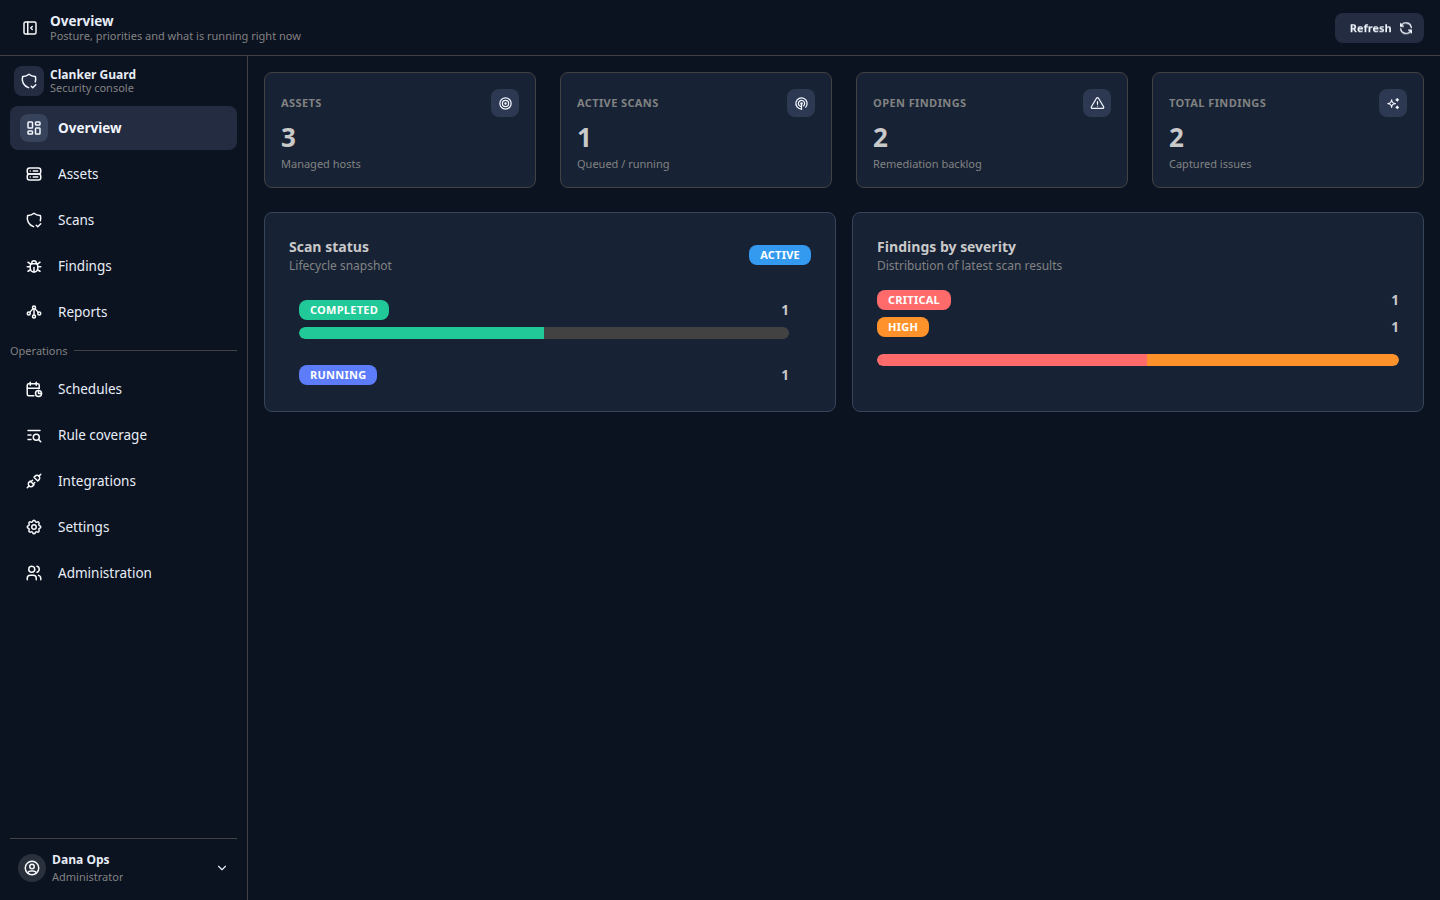 Overview
Posture, priorities and what is running right now
Refresh
Clanker Guard
Security console
Overview
Assets
Scans
Findings
Reports
Operations
Schedules
Rule coverage
Integrations
Settings
Administration
Dana Ops
Administrator
ASSETS
3
Managed hosts
ACTIVE SCANS
1
Queued / running
OPEN FINDINGS
2
Remediation backlog
TOTAL FINDINGS
2
Captured issues
Scan status
Lifecycle snapshot
ACTIVE
COMPLETED 1
RUNNING 1
Findings by severity
Distribution of latest scan results
CRITICAL 1
HIGH 1